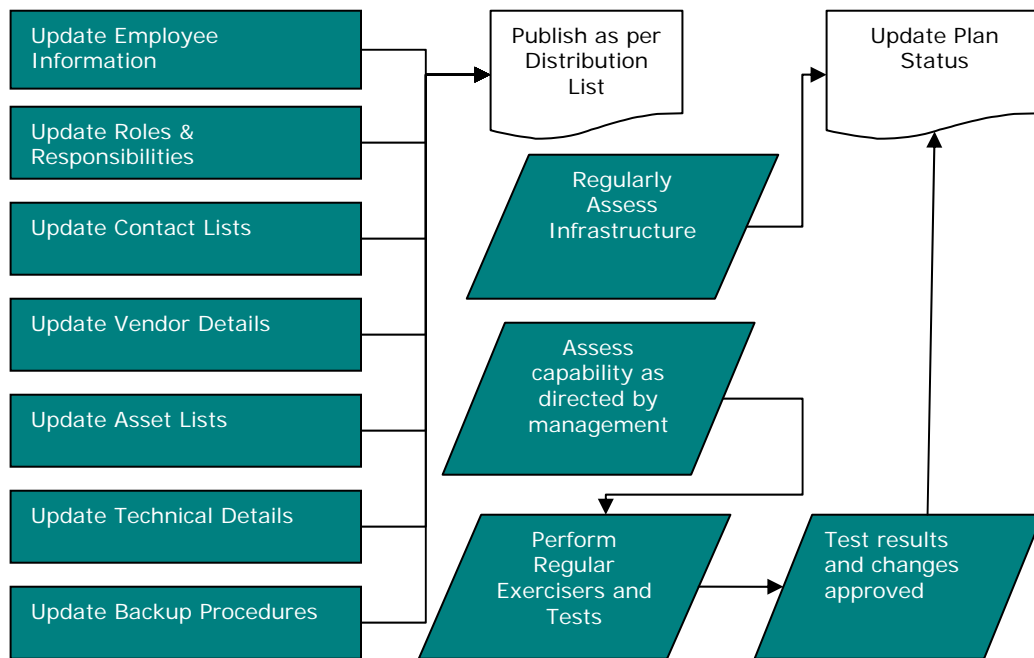 Update Employee
Information
Update Roles &
Responsibilities
Update Contact Lists
Update Vendor Details
Update Asset Lists
Update Technical Details
Update Backup Procedures
Publish as per
Distribution
List
Update Plan
Status
Regularly
Assess
Infrastructure
Assess
capability as
directed by
management
Perform
Regular
Exercisers and
Tests
Test results
and changes
approved